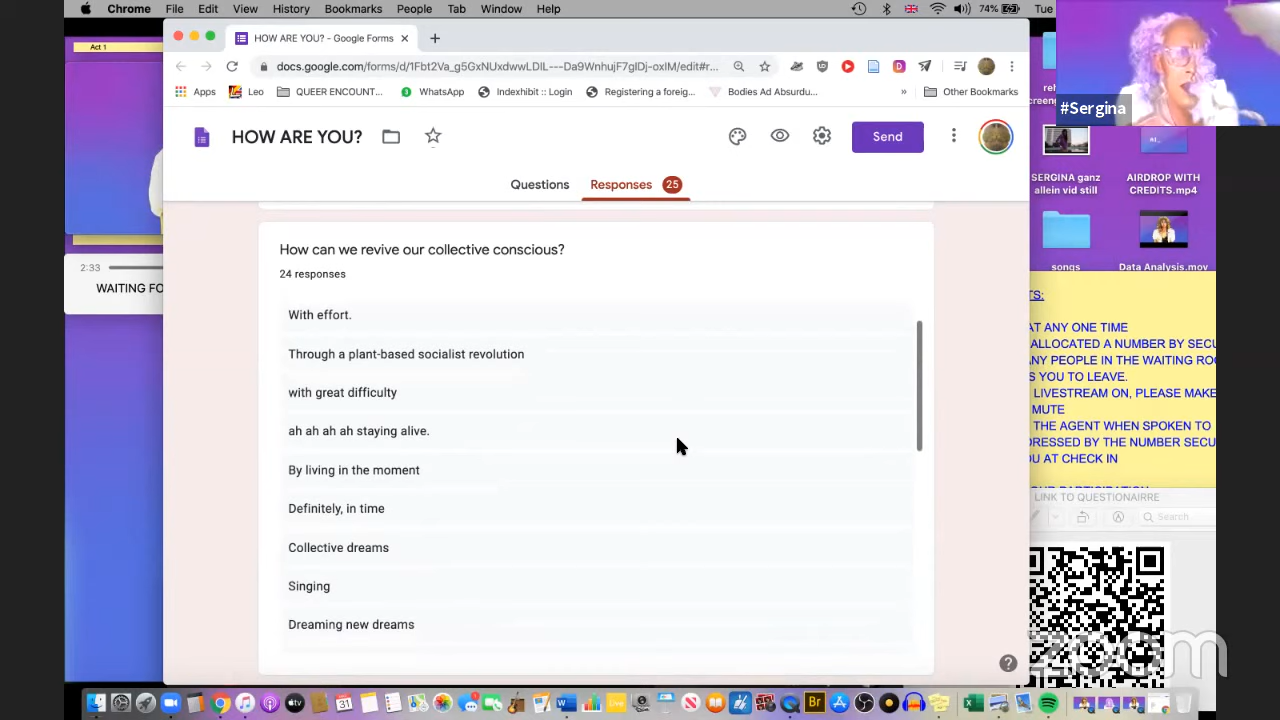 Chrome File Edit View History Bookmarks People Tab Window Help 74% Tue
Act 1
HOW ARE YOU? - Google Forms
docs.google.com/forms/d/1Fbt2Va_g5GxNUxdwwLDIL---Da9WnhujF7gIDj-oxIM/edit#r...
#Sergina
Apps Leo QUEER ENCOUNT... WhatsApp Indexhibit :: Login Registering a foreig... Bodies Ad Absurdu... » Other Bookmarks
HOW ARE YOU?
Send
Questions Responses 25
SERGINA ganz allein vid still
AIRDROP WITH CREDITS.mp4
How can we revive our collective conscious?
24 responses
2:33
WAITING FO
songs
Data Analysis.mov
With effort.
Through a plant-based socialist revolution
with great difficulty
ah ah ah ah staying alive.
By living in the moment
Definitely, in time
Collective dreams
Singing
Dreaming new dreams
TS:
AT ANY ONE TIME
ALLOCATED A NUMBER BY SECU
ANY PEOPLE IN THE WAITING ROO
S YOU TO LEAVE.
LIVESTREAM ON, PLEASE MAKE
MUTE
THE AGENT WHEN SPOKEN TO
DRESSED BY THE NUMBER SECU
OU AT CHECK IN
LINK TO QUESTIONAIRRE
Search
zoom